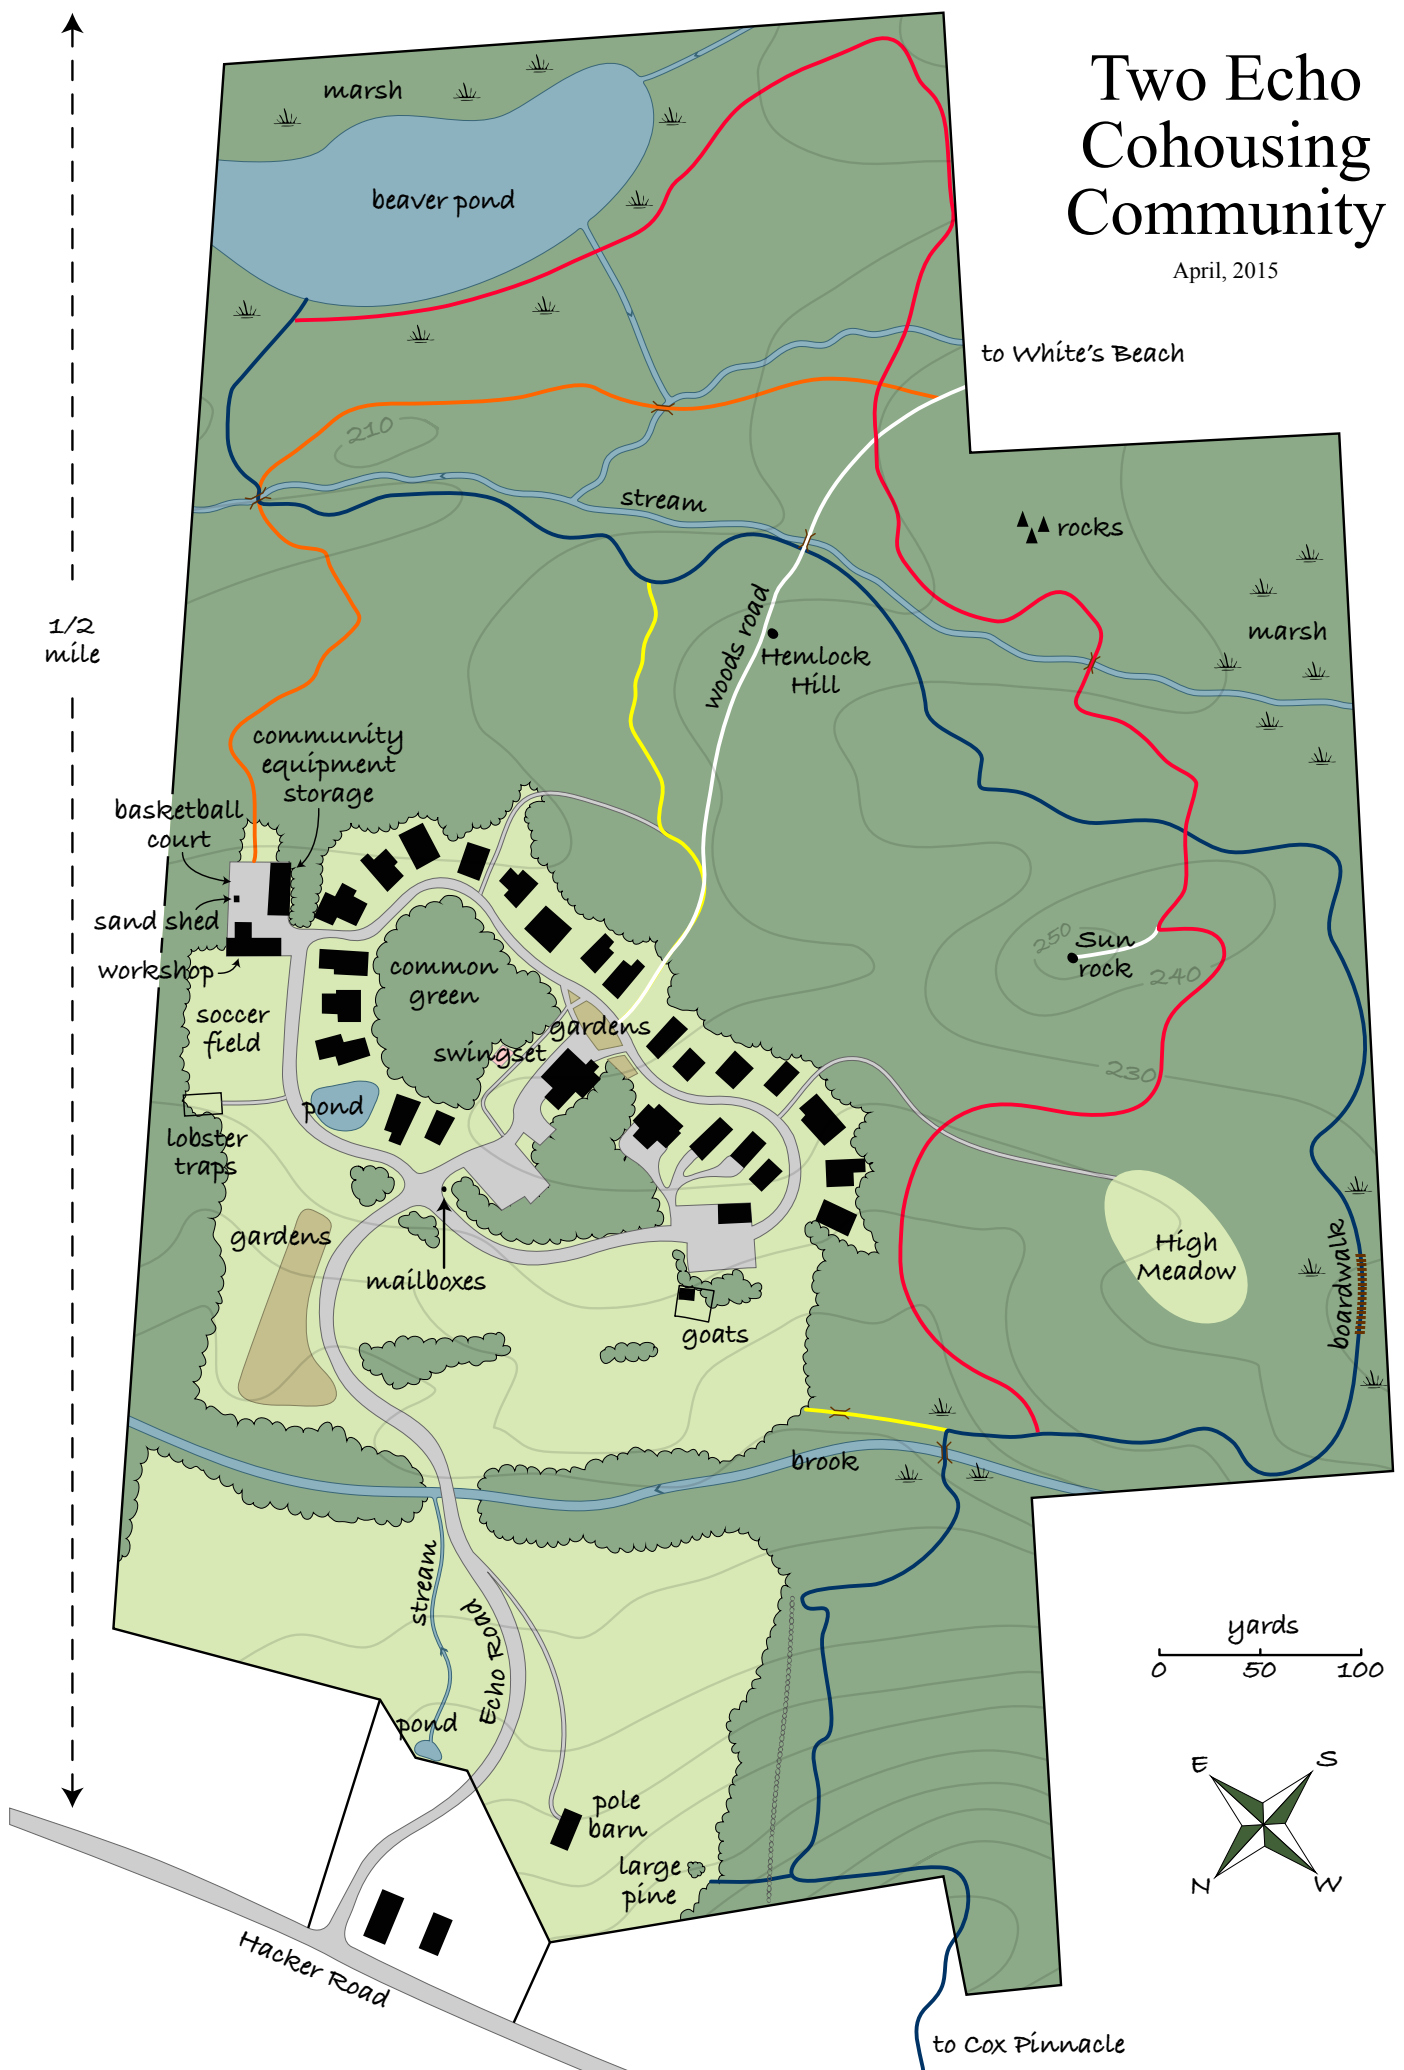 Two Echo
Cohousing
Community
April, 2015
marsh
beaver pond
to White's Beach
210
stream
rocks
1/2
mile
woods road
Hemlock
Hill
marsh
community
equipment
storage
basketball
court
sand shed
workshop
common
green
250
Sun
rock
240
soccer
field
gardens
swingset
230
pond
lobster
traps
gardens
High
Meadow
boardwalk
mailboxes
goats
brook
stream
Echo Road
yards
0 50 100
pond
E S
N W
pole
barn
large
pine
Hacker Road
to Cox Pinnacle